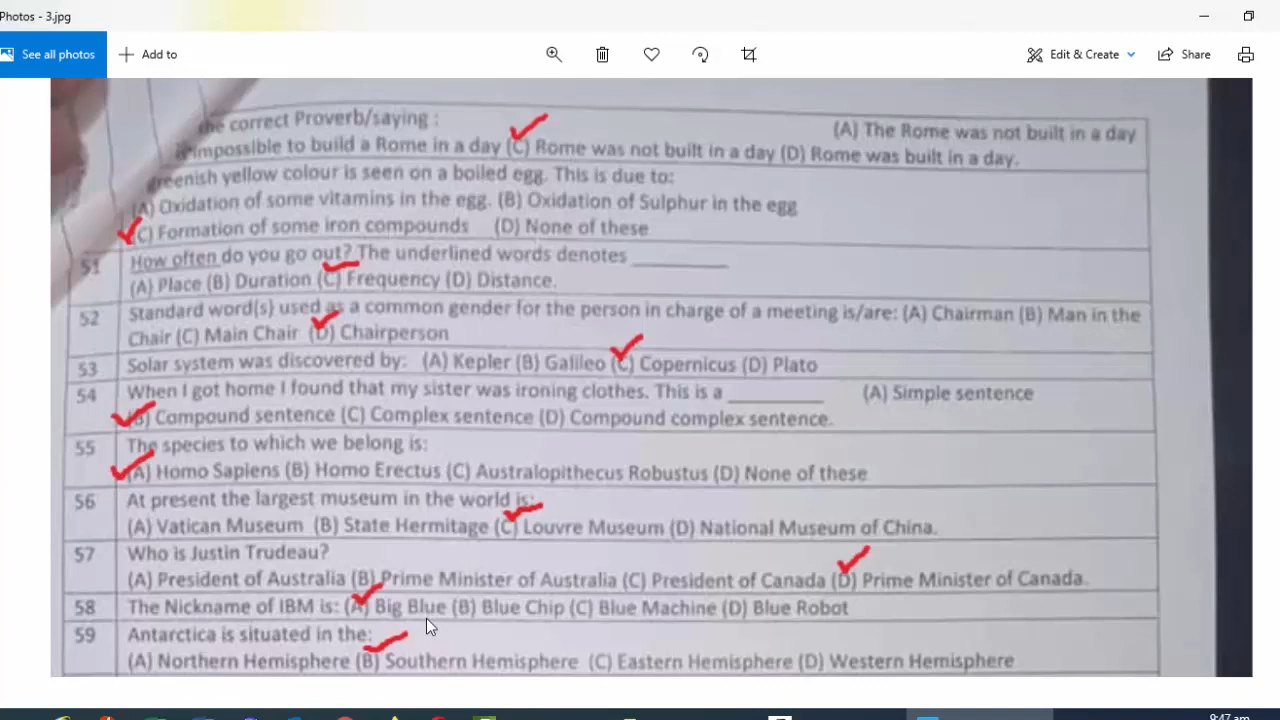 Photos - 3.jpg
See all photos
Add to
Edit & Create
Share
the correct Proverb/saying : (A) The Rome was not built in a day
impossible to build a Rome in a day (C) Rome was not built in a day (D) Rome was built in a day.
greenish yellow colour is seen on a boiled egg. This is due to:
(A) Oxidation of some vitamins in the egg. (B) Oxidation of Sulphur in the egg
(C) Formation of some iron compounds (D) None of these
51 How often do you go out? The underlined words denotes __________
(A) Place (B) Duration (C) Frequency (D) Distance.
52 Standard word(s) used as a common gender for the person in charge of a meeting is/are: (A) Chairman (B) Man in the
Chair (C) Main Chair (D) Chairperson
53 Solar system was discovered by: (A) Kepler (B) Galileo (C) Copernicus (D) Plato
54 When I got home I found that my sister was ironing clothes. This is a __________ (A) Simple sentence
(B) Compound sentence (C) Complex sentence (D) Compound complex sentence.
55 The species to which we belong is:
(A) Homo Sapiens (B) Homo Erectus (C) Australopithecus Robustus (D) None of these
56 At present the largest museum in the world is:
(A) Vatican Museum (B) State Hermitage (C) Louvre Museum (D) National Museum of China.
57 Who is Justin Trudeau?
(A) President of Australia (B) Prime Minister of Australia (C) President of Canada (D) Prime Minister of Canada.
58 The Nickname of IBM is: (A) Big Blue (B) Blue Chip (C) Blue Machine (D) Blue Robot
59 Antarctica is situated in the:
(A) Northern Hemisphere (B) Southern Hemisphere (C) Eastern Hemisphere (D) Western Hemisphere
9:47 am